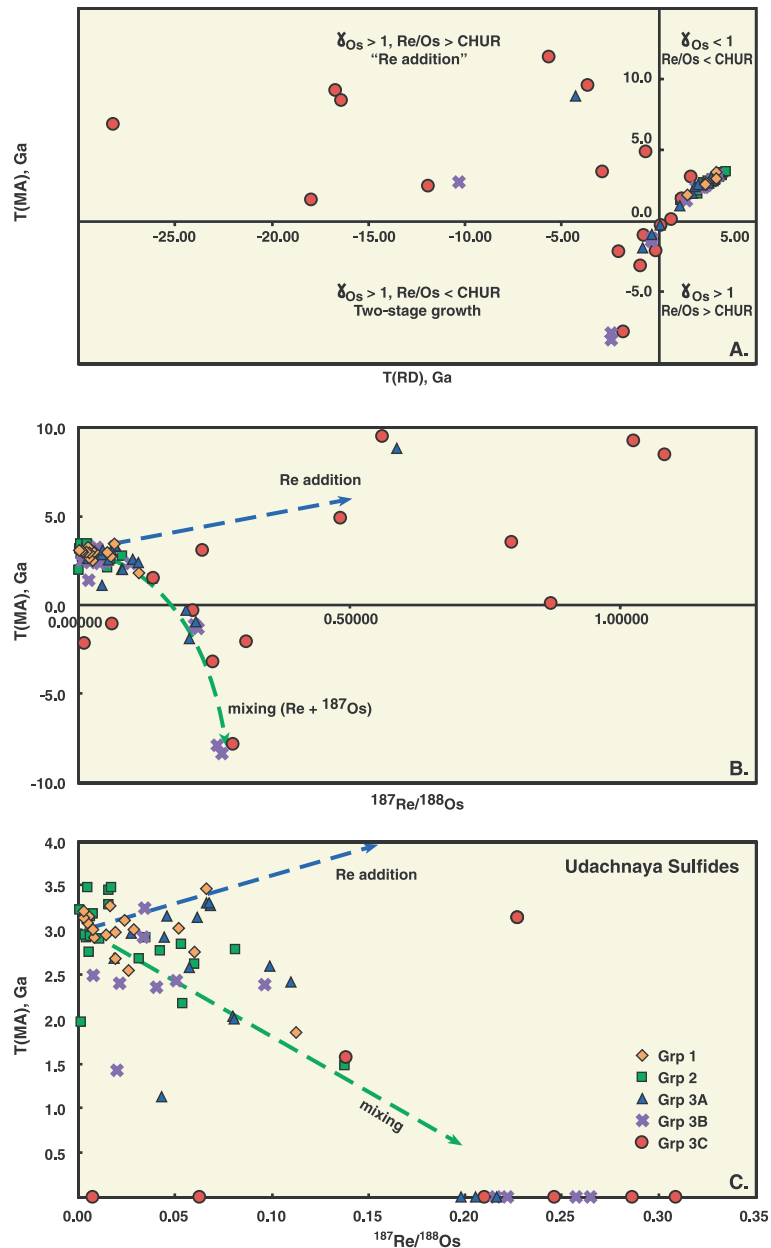 ɣOs > 1, Re/Os > CHUR
“Re addition”
ɣOs < 1
Re/Os < CHUR
10.0
5.0
0.0
-5.0
-25.00
-20.00
-15.00
-10.00
-5.00
5.00
ɣOs > 1, Re/Os < CHUR
Two-stage growth
ɣOs > 1
Re/Os > CHUR
A.
T(MA), Ga
T(RD), Ga
10.0
5.0
0.0
-5.0
-10.0
0.00000
0.50000
1.00000
Re addition
mixing (Re + 187Os)
B.
T(MA), Ga
187Re/188Os
4.0
3.5
3.0
2.5
2.0
1.5
1.0
0.5
0.00
0.05
0.10
0.15
0.20
0.25
0.30
0.35
Udachnaya Sulfides
Re addition
mixing
Grp 1
Grp 2
Grp 3A
Grp 3B
Grp 3C
C.
T(MA), Ga
187Re/188Os